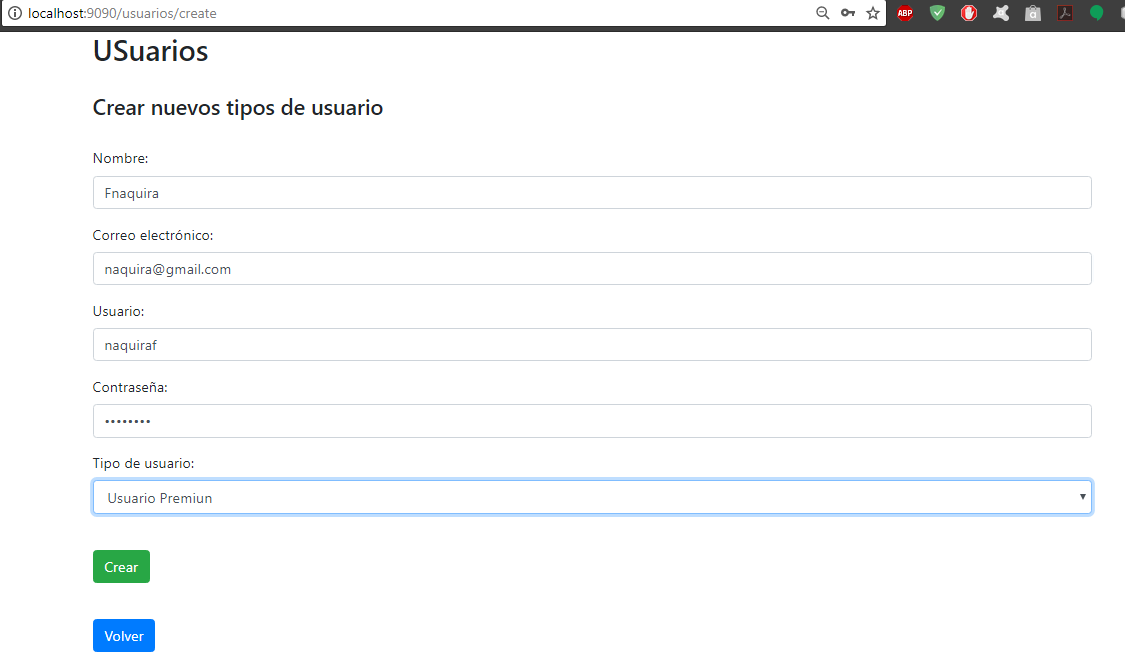 localhost:9090/usuarios/create
ABP
a
USuarios
Crear nuevos tipos de usuario
Nombre:
Fnaquira
Correo electrónico:
naquira@gmail.com
Usuario:
naquiraf
Contraseña:
••••••••
Tipo de usuario:
Usuario Premiun
Crear
Volver